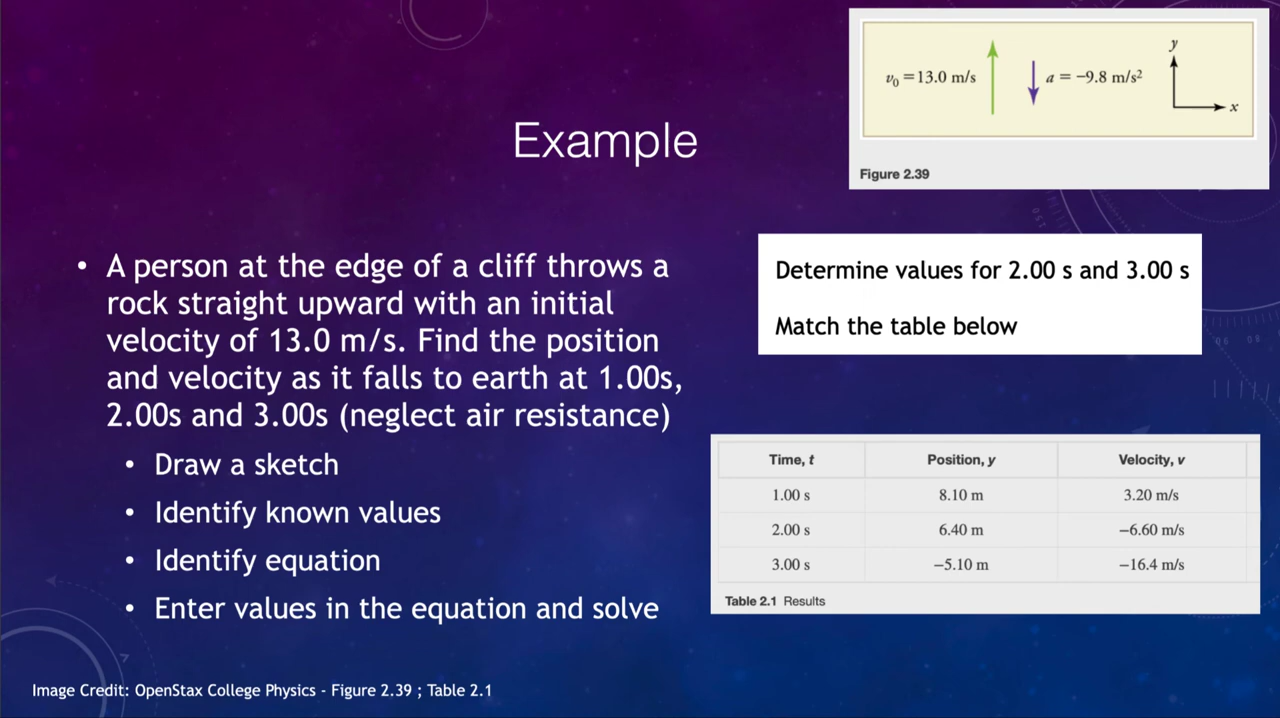 v₀ = 13.0 m/s
a = −9.8 m/s²
y
x
Figure 2.39
Example
• A person at the edge of a cliff throws a
rock straight upward with an initial
velocity of 13.0 m/s. Find the position
and velocity as it falls to earth at 1.00s,
2.00s and 3.00s (neglect air resistance)
• Draw a sketch
• Identify known values
• Identify equation
• Enter values in the equation and solve
Determine values for 2.00 s and 3.00 s
Match the table below
Time, t Position, y Velocity, v
1.00 s 8.10 m 3.20 m/s
2.00 s 6.40 m −6.60 m/s
3.00 s −5.10 m −16.4 m/s
Table 2.1 Results
Image Credit: OpenStax College Physics - Figure 2.39 ; Table 2.1